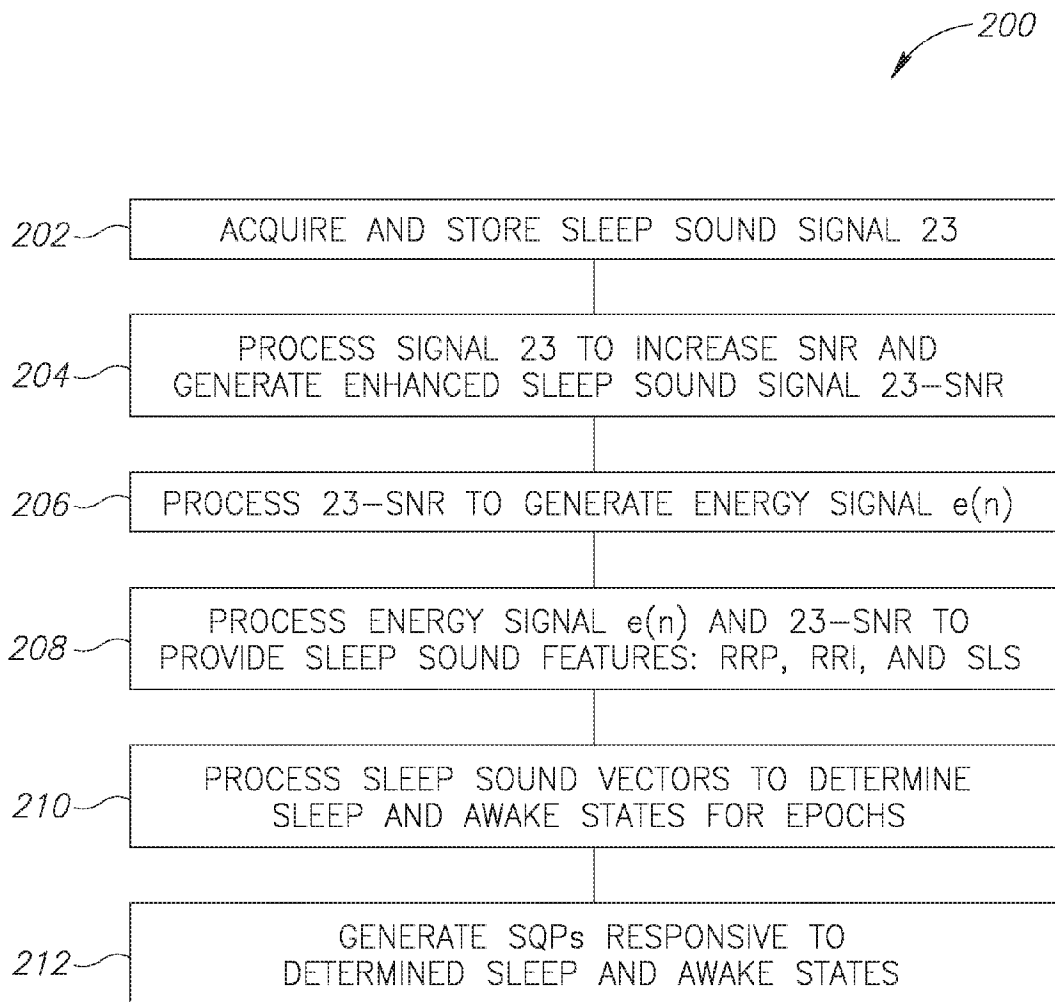 200
202
ACQUIRE AND STORE SLEEP SOUND SIGNAL 23
204
PROCESS SIGNAL 23 TO INCREASE SNR AND
GENERATE ENHANCED SLEEP SOUND SIGNAL 23–SNR
206
PROCESS 23–SNR TO GENERATE ENERGY SIGNAL e(n)
208
PROCESS ENERGY SIGNAL e(n) AND 23–SNR TO
PROVIDE SLEEP SOUND FEATURES: RRP, RRI, AND SLS
210
PROCESS SLEEP SOUND VECTORS TO DETERMINE
SLEEP AND AWAKE STATES FOR EPOCHS
212
GENERATE SQPs RESPONSIVE TO
DETERMINED SLEEP AND AWAKE STATES